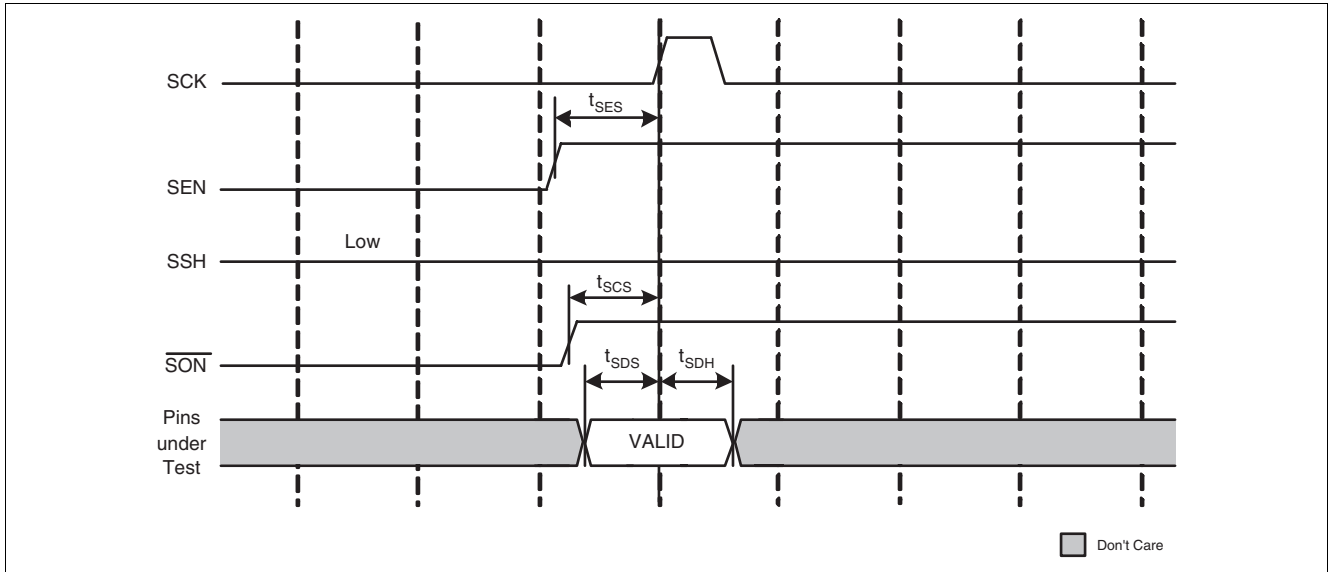 SCK
tSES
SEN
Low
SSH
tSCS
SON
tSDS
tSDH
Pins
under
Test
VALID
Don't Care